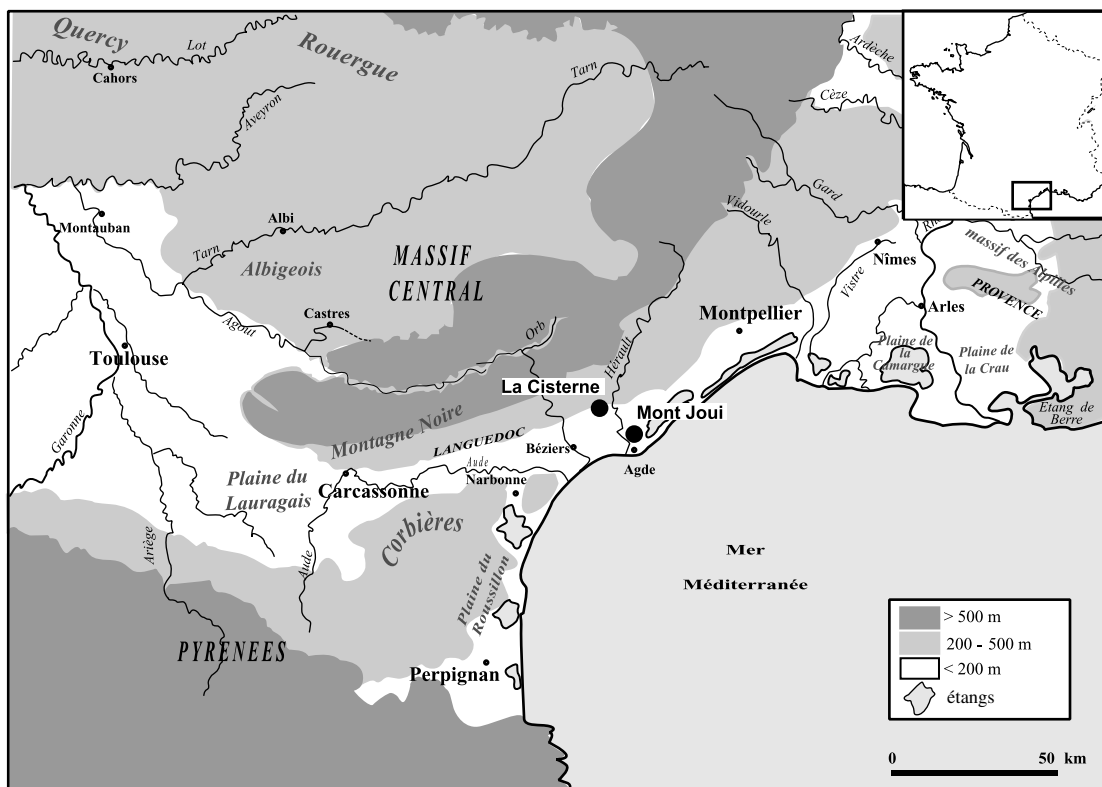 Quercy
Lot
Cahors
Rouergue
Tarn
Ardèche
Cèze
Aveyron
Gard
Vidourle
Montauban
Albi
Tarn
Albigeois
MASSIF
CENTRAL
Nîmes
massif des Alpilles
PROVENCE
Vistre
Arles
Castres
Agout
Orb
Hérault
Montpellier
Toulouse
Plaine de
la
Camargue
Plaine de
la Crau
Etang de
Berre
La Cisterne
Mont Joui
Garonne
Montagne Noire
LANGUEDOC
Béziers
Agde
Aude
Narbonne
Plaine du
Lauragais
Carcassonne
Corbières
Ariège
Aude
Plaine du
Roussillon
Mer
Méditerranée
PYRENEES
Perpignan
> 500 m
200 - 500 m
< 200 m
étangs
0 50 km